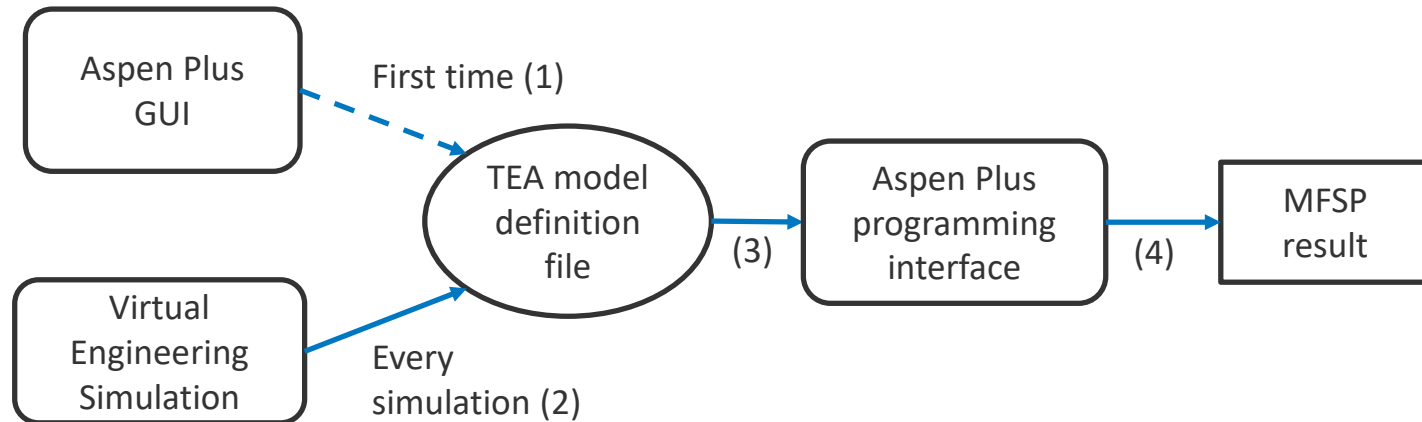 Aspen Plus
GUI
First time (1)
TEA model
definition
file
Virtual
Engineering
Simulation
Every
simulation (2)
(3)
Aspen Plus
programming
interface
(4)
MFSP
result